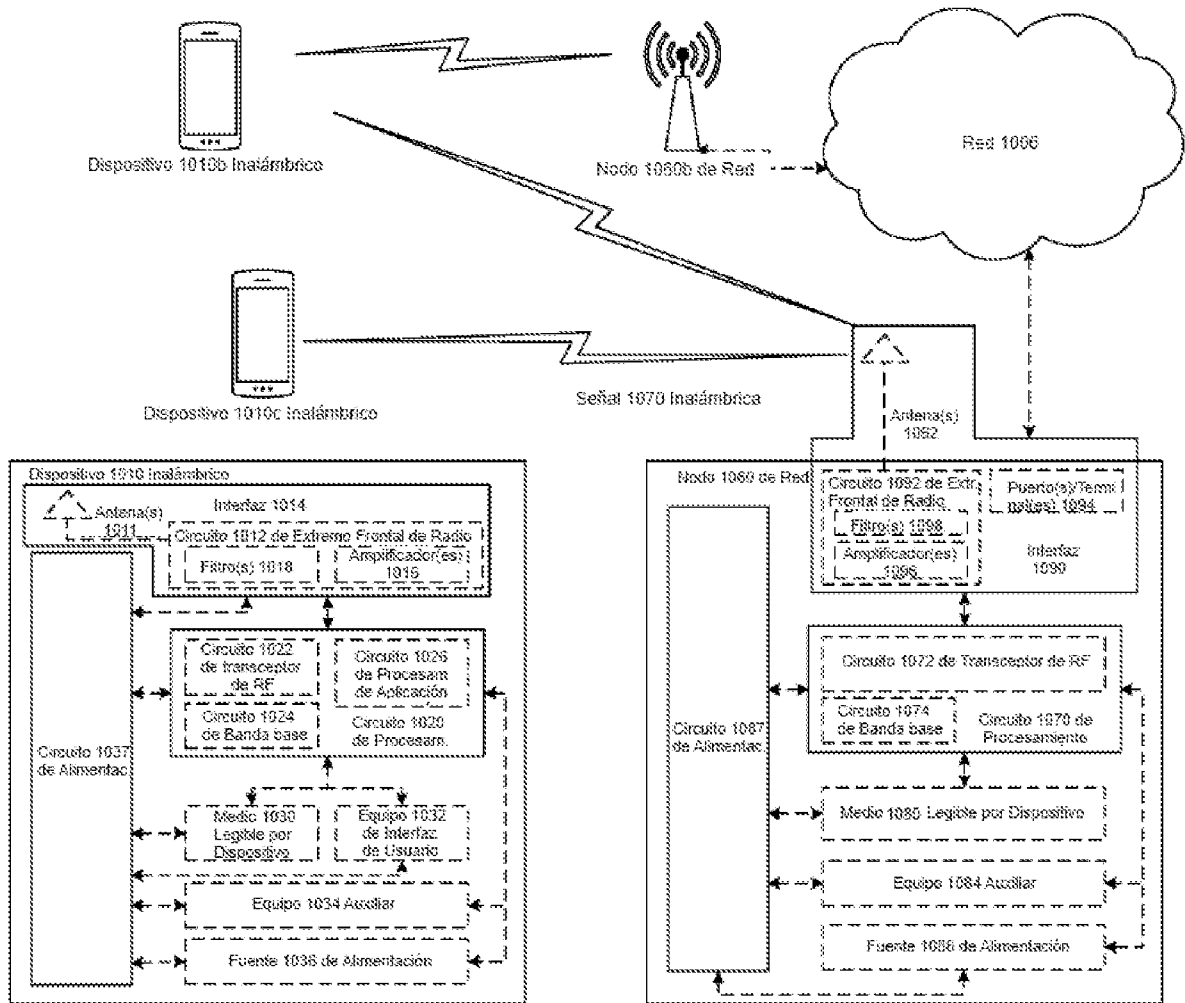 Dispositivo 1010b Inalámbrico
Nodo 1060b de Red
Red 1006
Dispositivo 1010c Inalámbrico
Señal 1070 Inalámbrica
Antena(s)
1062
Dispositivo 1010 Inalámbrico
Antena(s)
1011
Interfaz 1014
Circuito 1012 de Extremo Frontal de Radio
Filtro(s) 1018
Amplificador(es)
1016
Circuito 1022
de transceptor
de RF
Circuito 1026
de Procesam.
de Aplicación
Circuito 1024
de Banda base
Circuito 1020
de Procesam.
Circuito 1037
de Alimentac.
Medio 1030
Legible por
Dispositivo
Equipo 1032
de Interfaz
de Usuario
Equipo 1034 Auxiliar
Fuente 1036 de Alimentación
Nodo 1060 de Red
Circuito 1092 de Extr.
Frontal de Radio
Filtro(s) 1098
Amplificador(es)
1096
Puerto(s)/Termi
nal(es) 1094
Interfaz
1090
Circuito 1072 de Transceptor de RF
Circuito 1074
de Banda base
Circuito 1070 de
Procesamiento
Circuito 1087
de Alimentac.
Medio 1080 Legible por Dispositivo
Equipo 1084 Auxiliar
Fuente 1086 de Alimentación